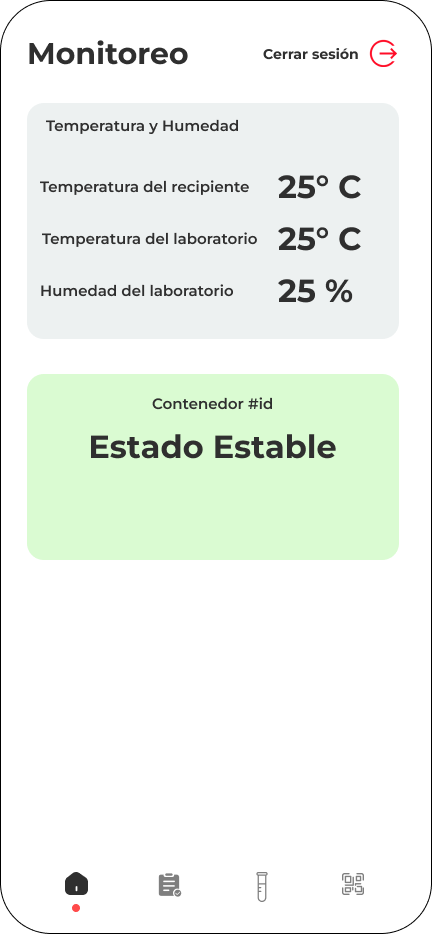 Monitoreo
Cerrar sesión
Temperatura y Humedad
Temperatura del recipiente 25° C
Temperatura del laboratorio 25° C
Humedad del laboratorio 25 %
Contenedor #id
Estado Estable